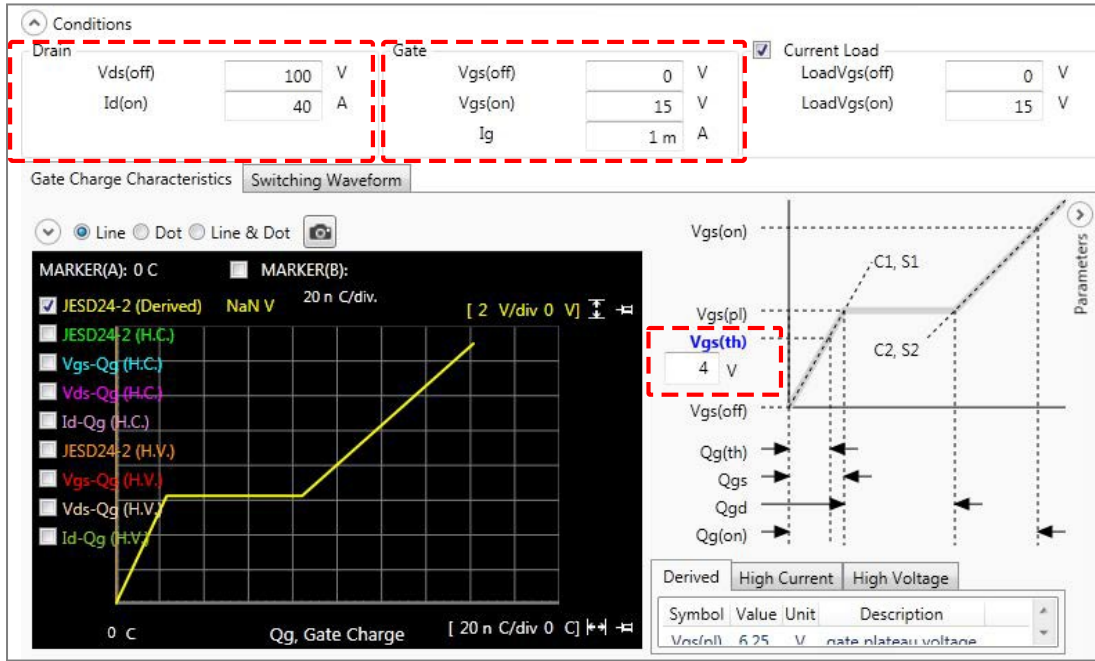 Conditions
Drain
Vds(off) 100 V
Id(on) 40 A
Gate
Vgs(off) 0 V
Vgs(on) 15 V
Ig 1 m A
Current Load
LoadVgs(off) 0 V
LoadVgs(on) 15 V
Gate Charge Characteristics Switching Waveform
Line Dot Line & Dot
MARKER(A): 0 C MARKER(B):
JESD24-2 (Derived) NaN V 20 n C/div. [ 2 V/div 0 V]
JESD24-2 (H.C.)
Vgs-Qg (H.C.)
Vds-Qg (H.C.)
Id-Qg (H.C.)
JESD24-2 (H.V.)
Vgs-Qg (H.V.)
Vds-Qg (H.V.)
Id-Qg (H.V.)
0 C Qg, Gate Charge [ 20 n C/div 0 C]
Vgs(on)
C1, S1
Vgs(pl)
Vgs(th)
4 V
C2, S2
Vgs(off)
Qg(th)
Qgs
Qgd
Qg(on)
Parameters
Derived High Current High Voltage
Symbol Value Unit Description
Vgs(pl) 6.25 V gate plateau voltage